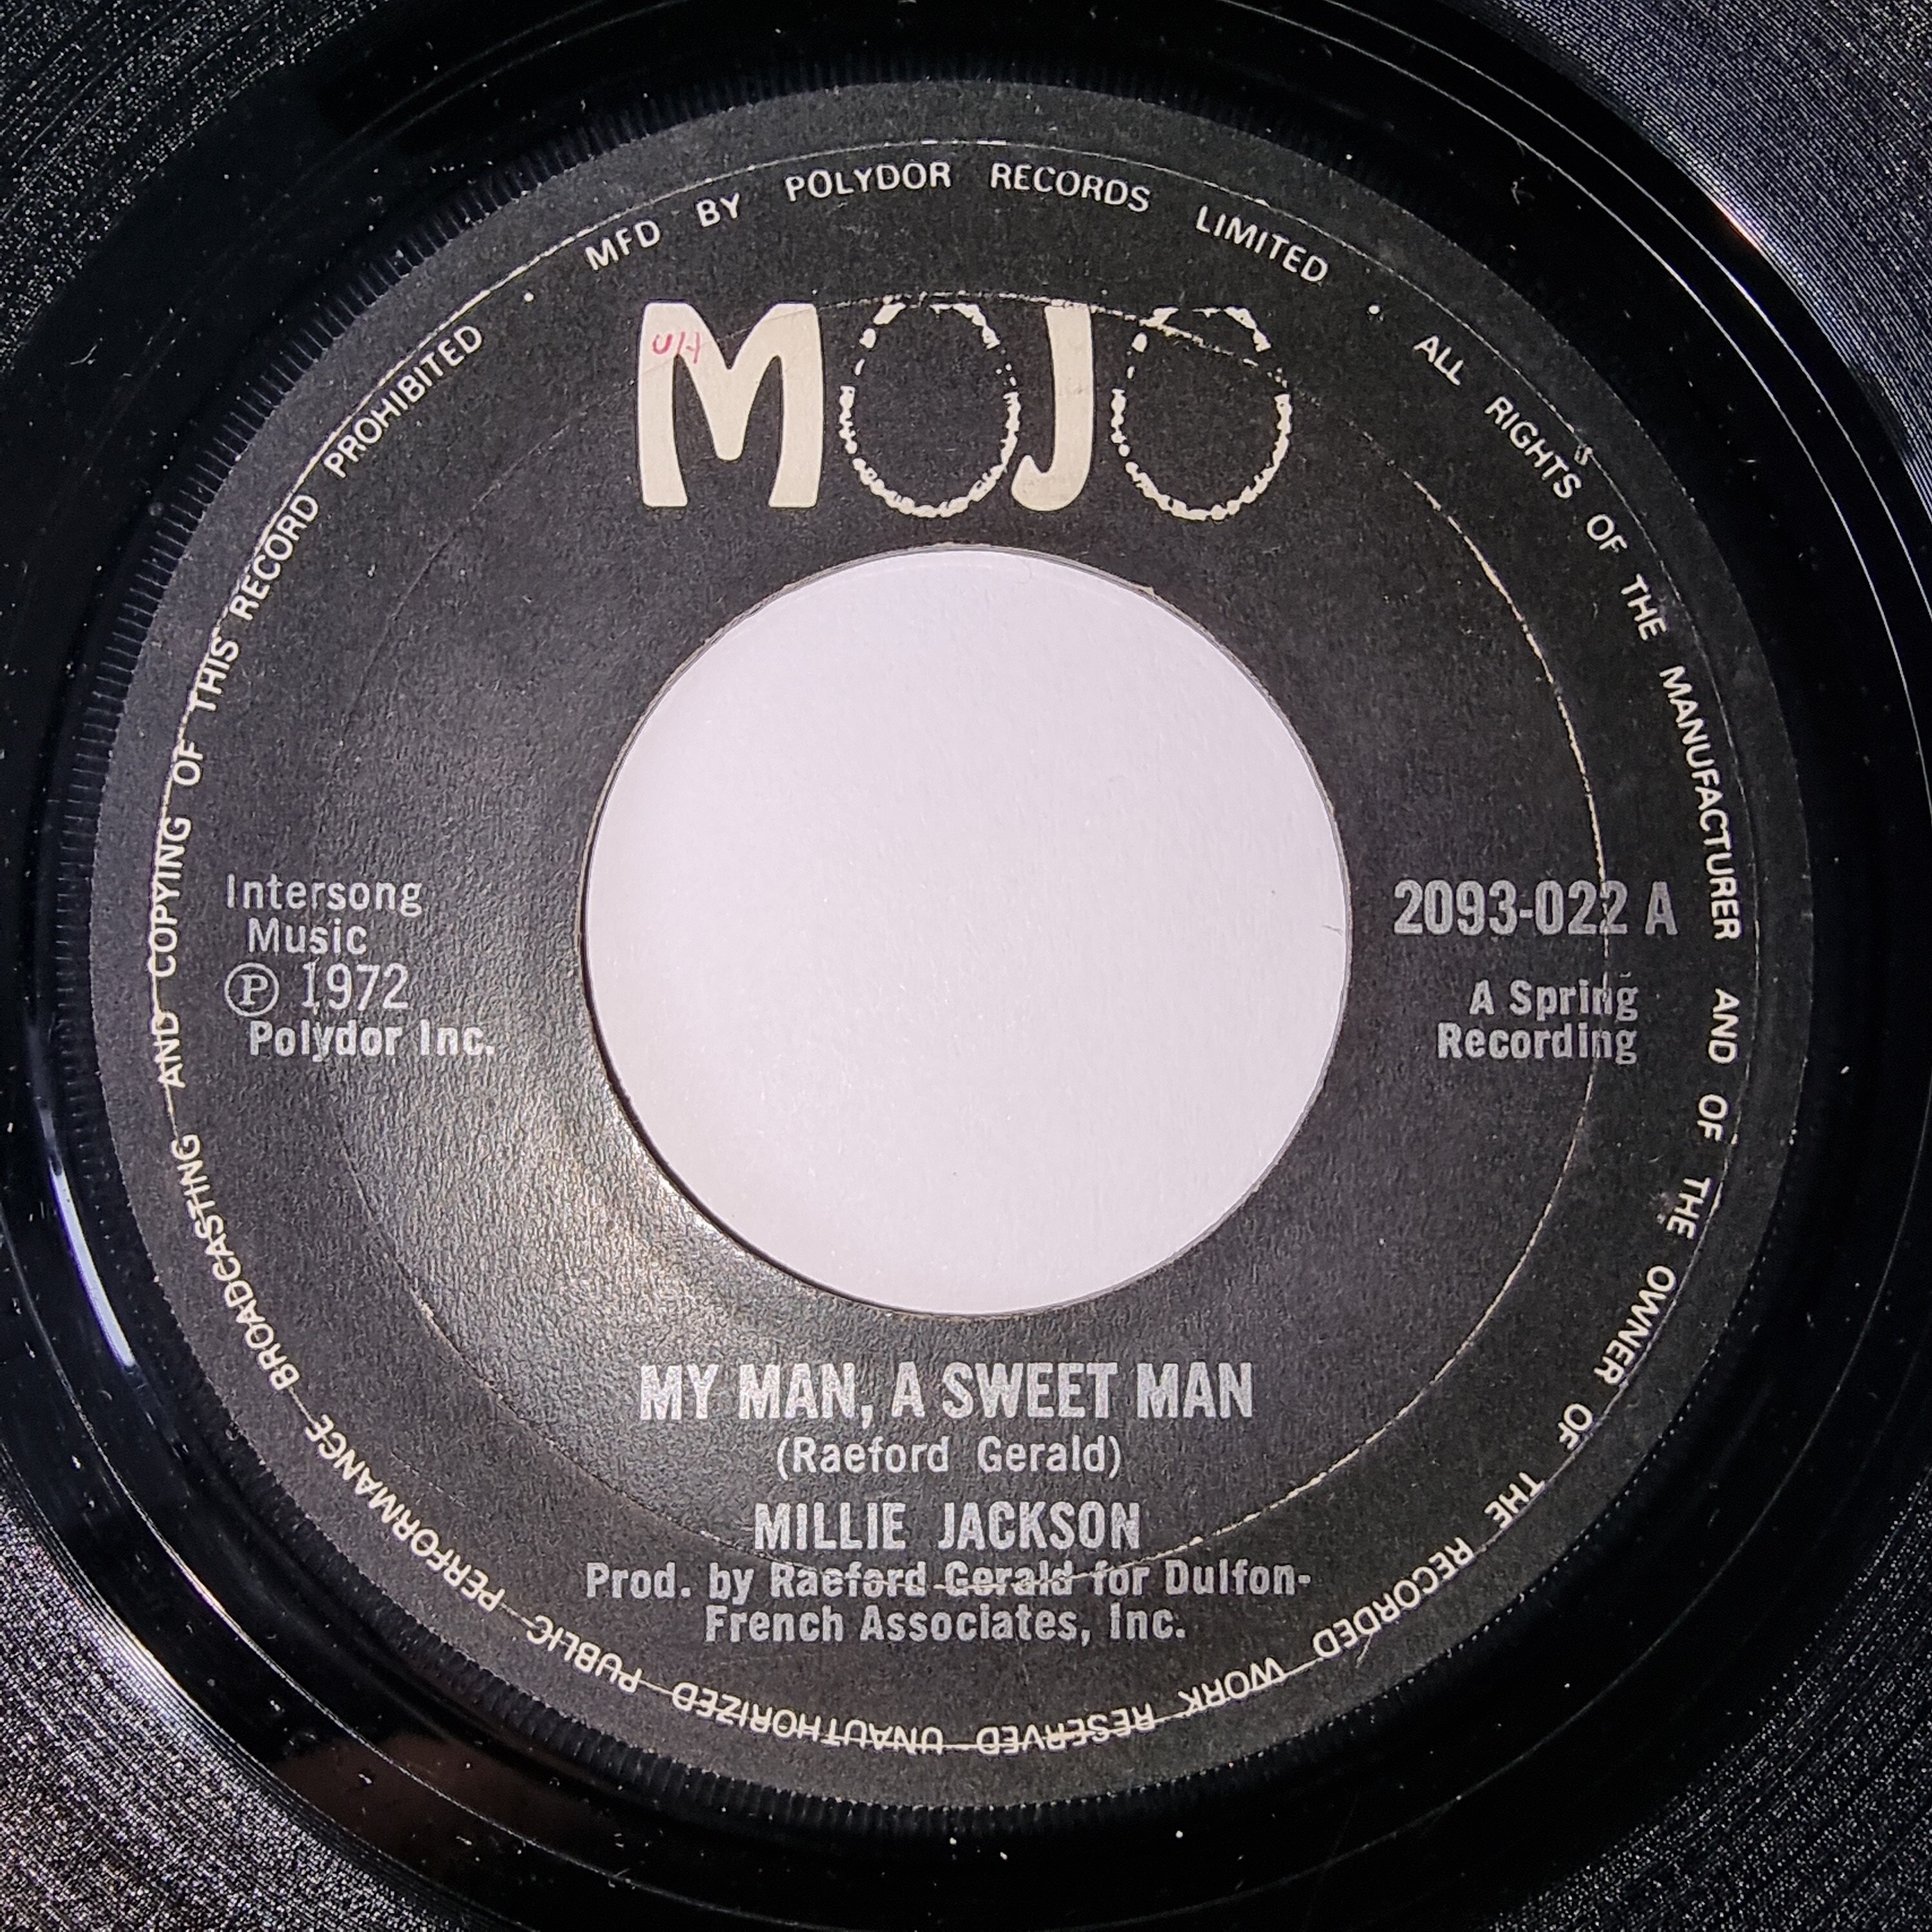 MFD BY POLYDOR RECORDS LIMITED • ALL RIGHTS OF THE MANUFACTURER AND OF THE OWNER OF THE RECORDED WORK RESERVED UNAUTHORIZED PUBLIC PERFORMANCE BROADCASTING AND COPYING OF THIS RECORD PROHIBITED •
MOJO
Intersong
Music
Ⓟ 1972
Polydor Inc.
2093-022 A
A Spring
Recording
MY MAN, A SWEET MAN
(Raeford Gerald)
MILLIE JACKSON
Prod. by Raeford Gerald for Dulfon-
French Associates, Inc.